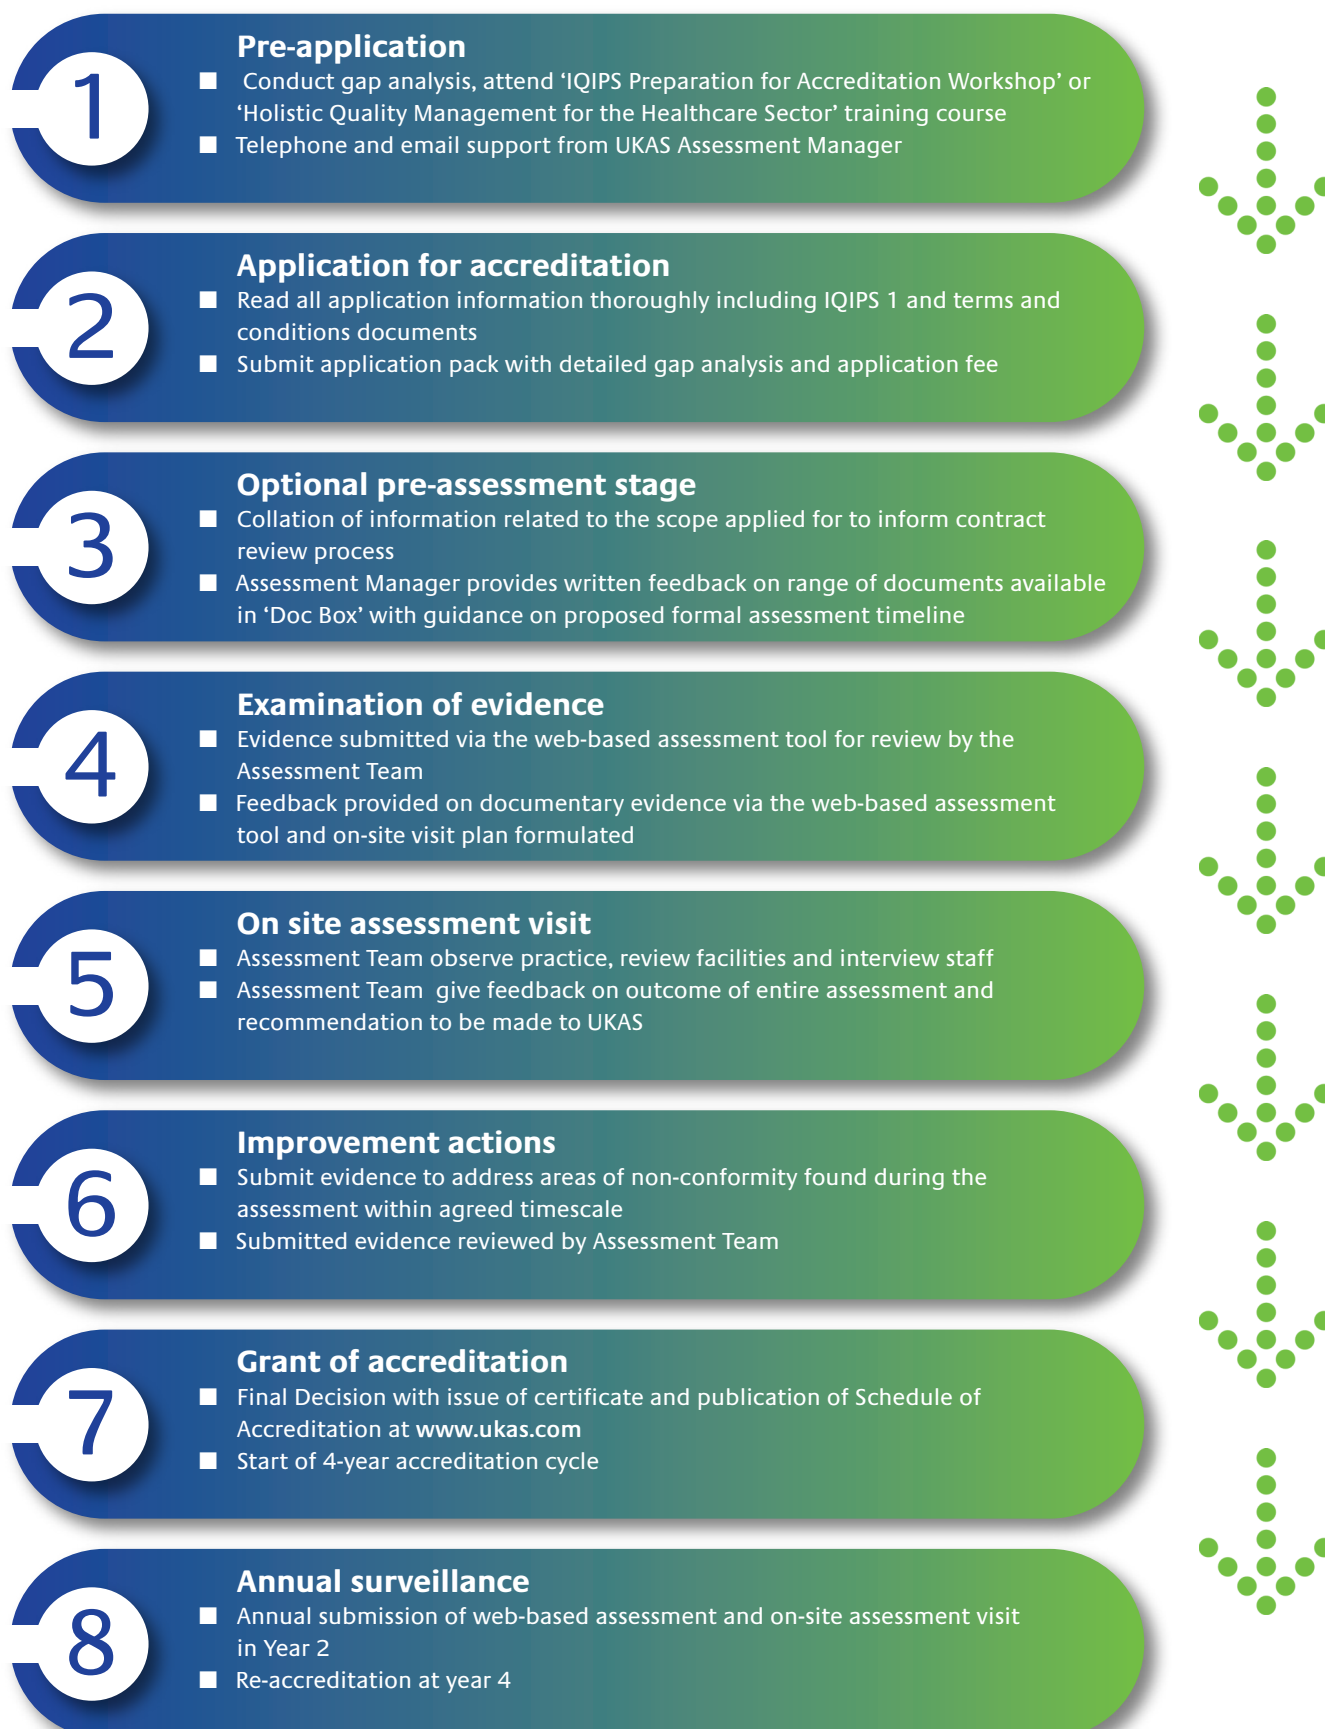 1
Pre-application
■ Conduct gap analysis, attend ‘IQIPS Preparation for Accreditation Workshop’ or
‘Holistic Quality Management for the Healthcare Sector’ training course
■ Telephone and email support from UKAS Assessment Manager
2
Application for accreditation
■ Read all application information thoroughly including IQIPS 1 and terms and
conditions documents
■ Submit application pack with detailed gap analysis and application fee
3
Optional pre-assessment stage
■ Collation of information related to the scope applied for to inform contract
review process
■ Assessment Manager provides written feedback on range of documents available
in ‘Doc Box’ with guidance on proposed formal assessment timeline
4
Examination of evidence
■ Evidence submitted via the web-based assessment tool for review by the
Assessment Team
■ Feedback provided on documentary evidence via the web-based assessment
tool and on-site visit plan formulated
5
On site assessment visit
■ Assessment Team observe practice, review facilities and interview staff
■ Assessment Team give feedback on outcome of entire assessment and
recommendation to be made to UKAS
6
Improvement actions
■ Submit evidence to address areas of non-conformity found during the
assessment within agreed timescale
■ Submitted evidence reviewed by Assessment Team
7
Grant of accreditation
■ Final Decision with issue of certificate and publication of Schedule of
Accreditation at www.ukas.com
■ Start of 4-year accreditation cycle
8
Annual surveillance
■ Annual submission of web-based assessment and on-site assessment visit
in Year 2
■ Re-accreditation at year 4